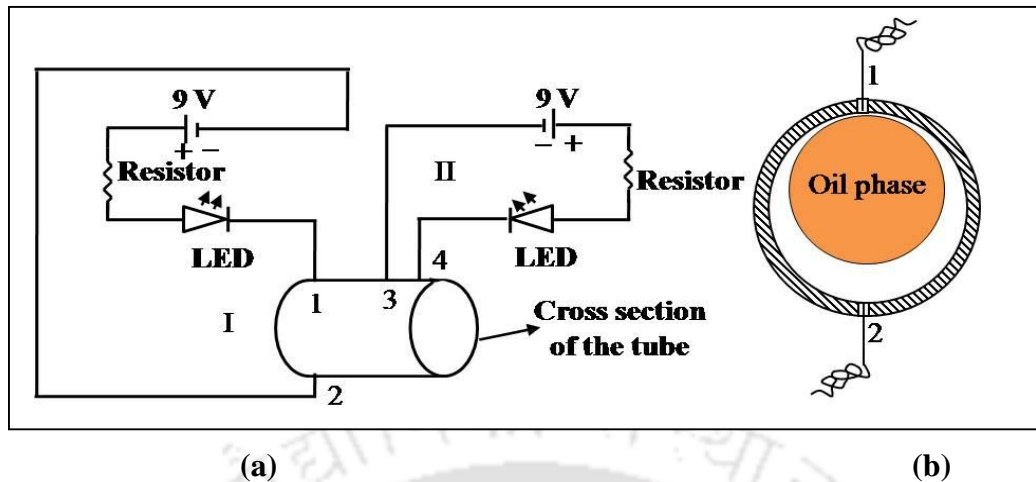 9 V
+ −
Resistor
LED
I
1
2
9 V
− +
II
Resistor
LED
3
4
Cross section
of the tube
1
Oil phase
2
(a)
(b)